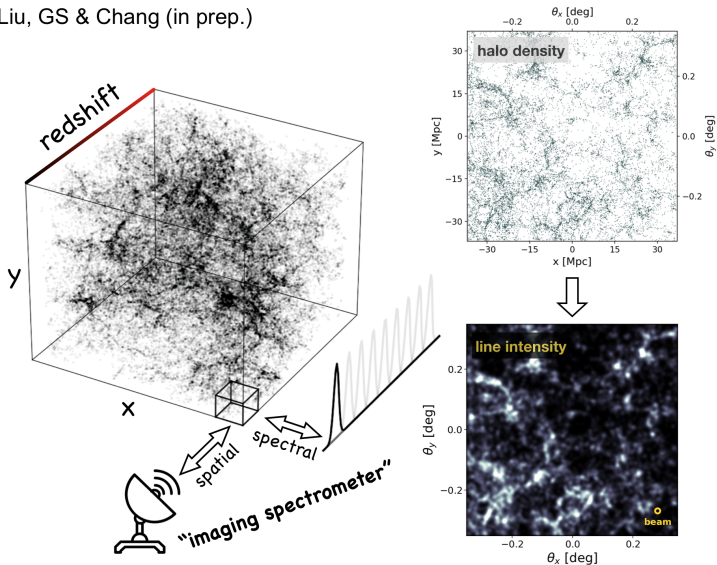 Liu, GS & Chang (in prep.)
redshift
y
x
spatial
spectral
"imaging spectrometer"
θx [deg]
−0.2 0.0 0.2
halo density
30
15
0
−15
−30
y [Mpc]
0.2
0.0
−0.2
θy [deg]
−30 −15 0 15 30
x [Mpc]
line intensity
0.2
0.0
−0.2
θy [deg]
beam
−0.2 0.0 0.2
θx [deg]